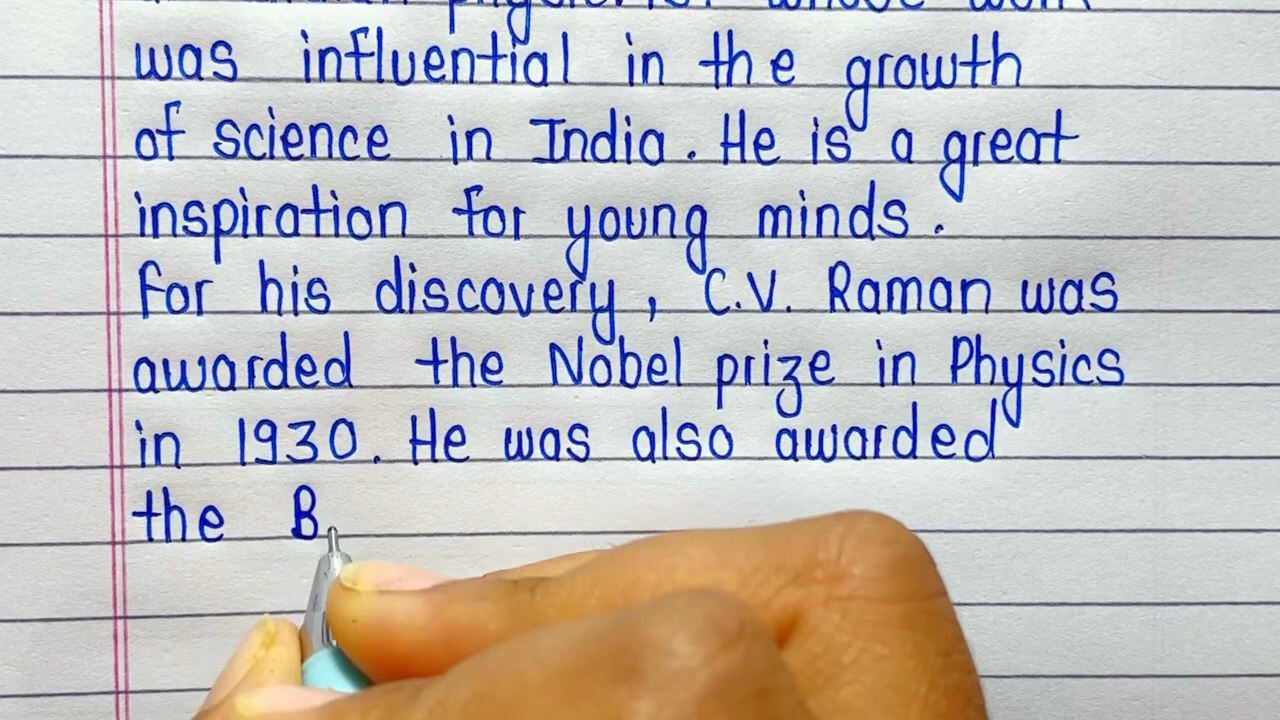 was influential in the growth
of science in India. He is a great
inspiration for young minds.
For his discovery, C.V. Raman was
awarded the Nobel prize in Physics
in 1930. He was also awarded
the B